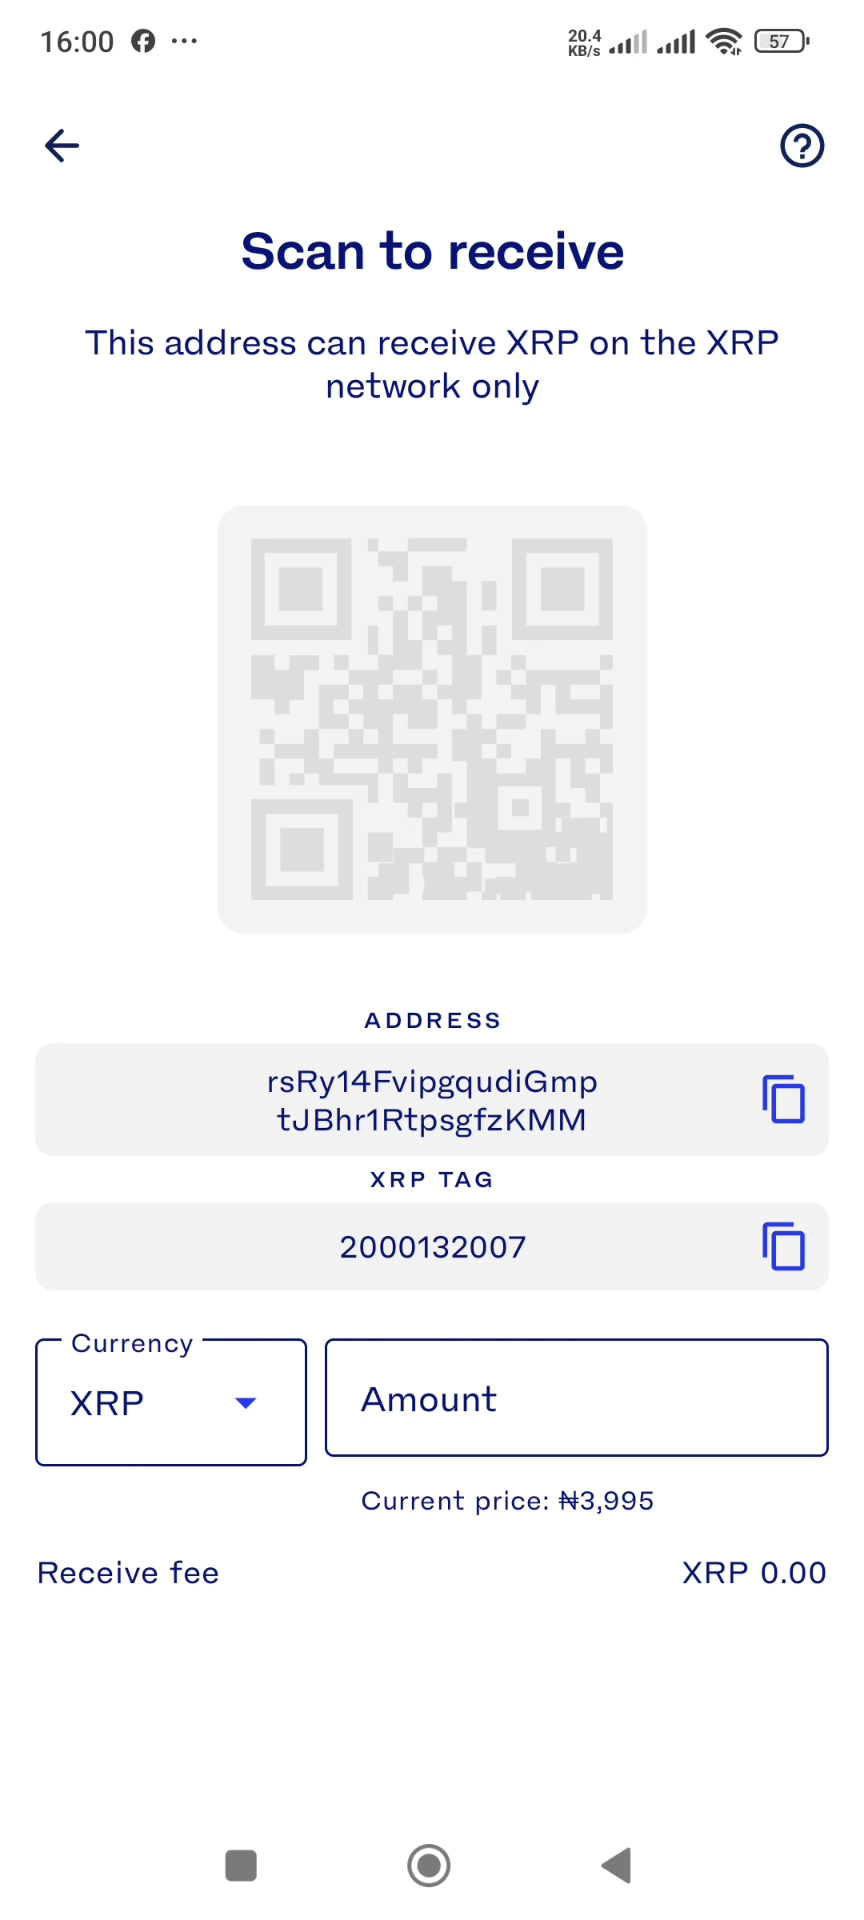 16:00
20.4
KB/s
57
Scan to receive
This address can receive XRP on the XRP
network only
ADDRESS
rsRy14FvipgqudiGmp
tJBhr1RtpsgfzKMM
XRP TAG
2000132007
Currency
XRP
Amount
Current price: ₦3,995
Receive fee
XRP 0.00